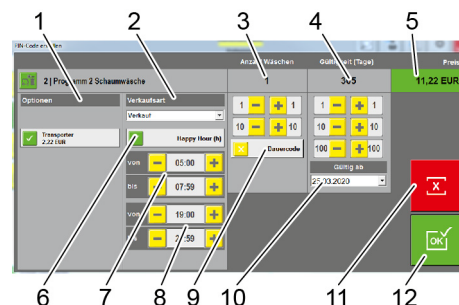 1
2
3
4
5
PIN-Code erstellen
Anzahl Wäschen
Gültigkeit (Tage)
Preis
2 | Programm 2 Schaumwäsche
1
365
11,22 EUR
Optionen
Verkaufsart
Verkauf
1 - + 1
1 - + 1
Transporter
2.22 EUR
Happy Hour (h)
10 - + 10
10 - + 10
X Dauercode
100 - + 100
von - 05:00 +
Gültig ab
bis - 07:59 +
25.03.2020
X
von - 19:00 +
- +
OK
6
7
8
9
10
11
12